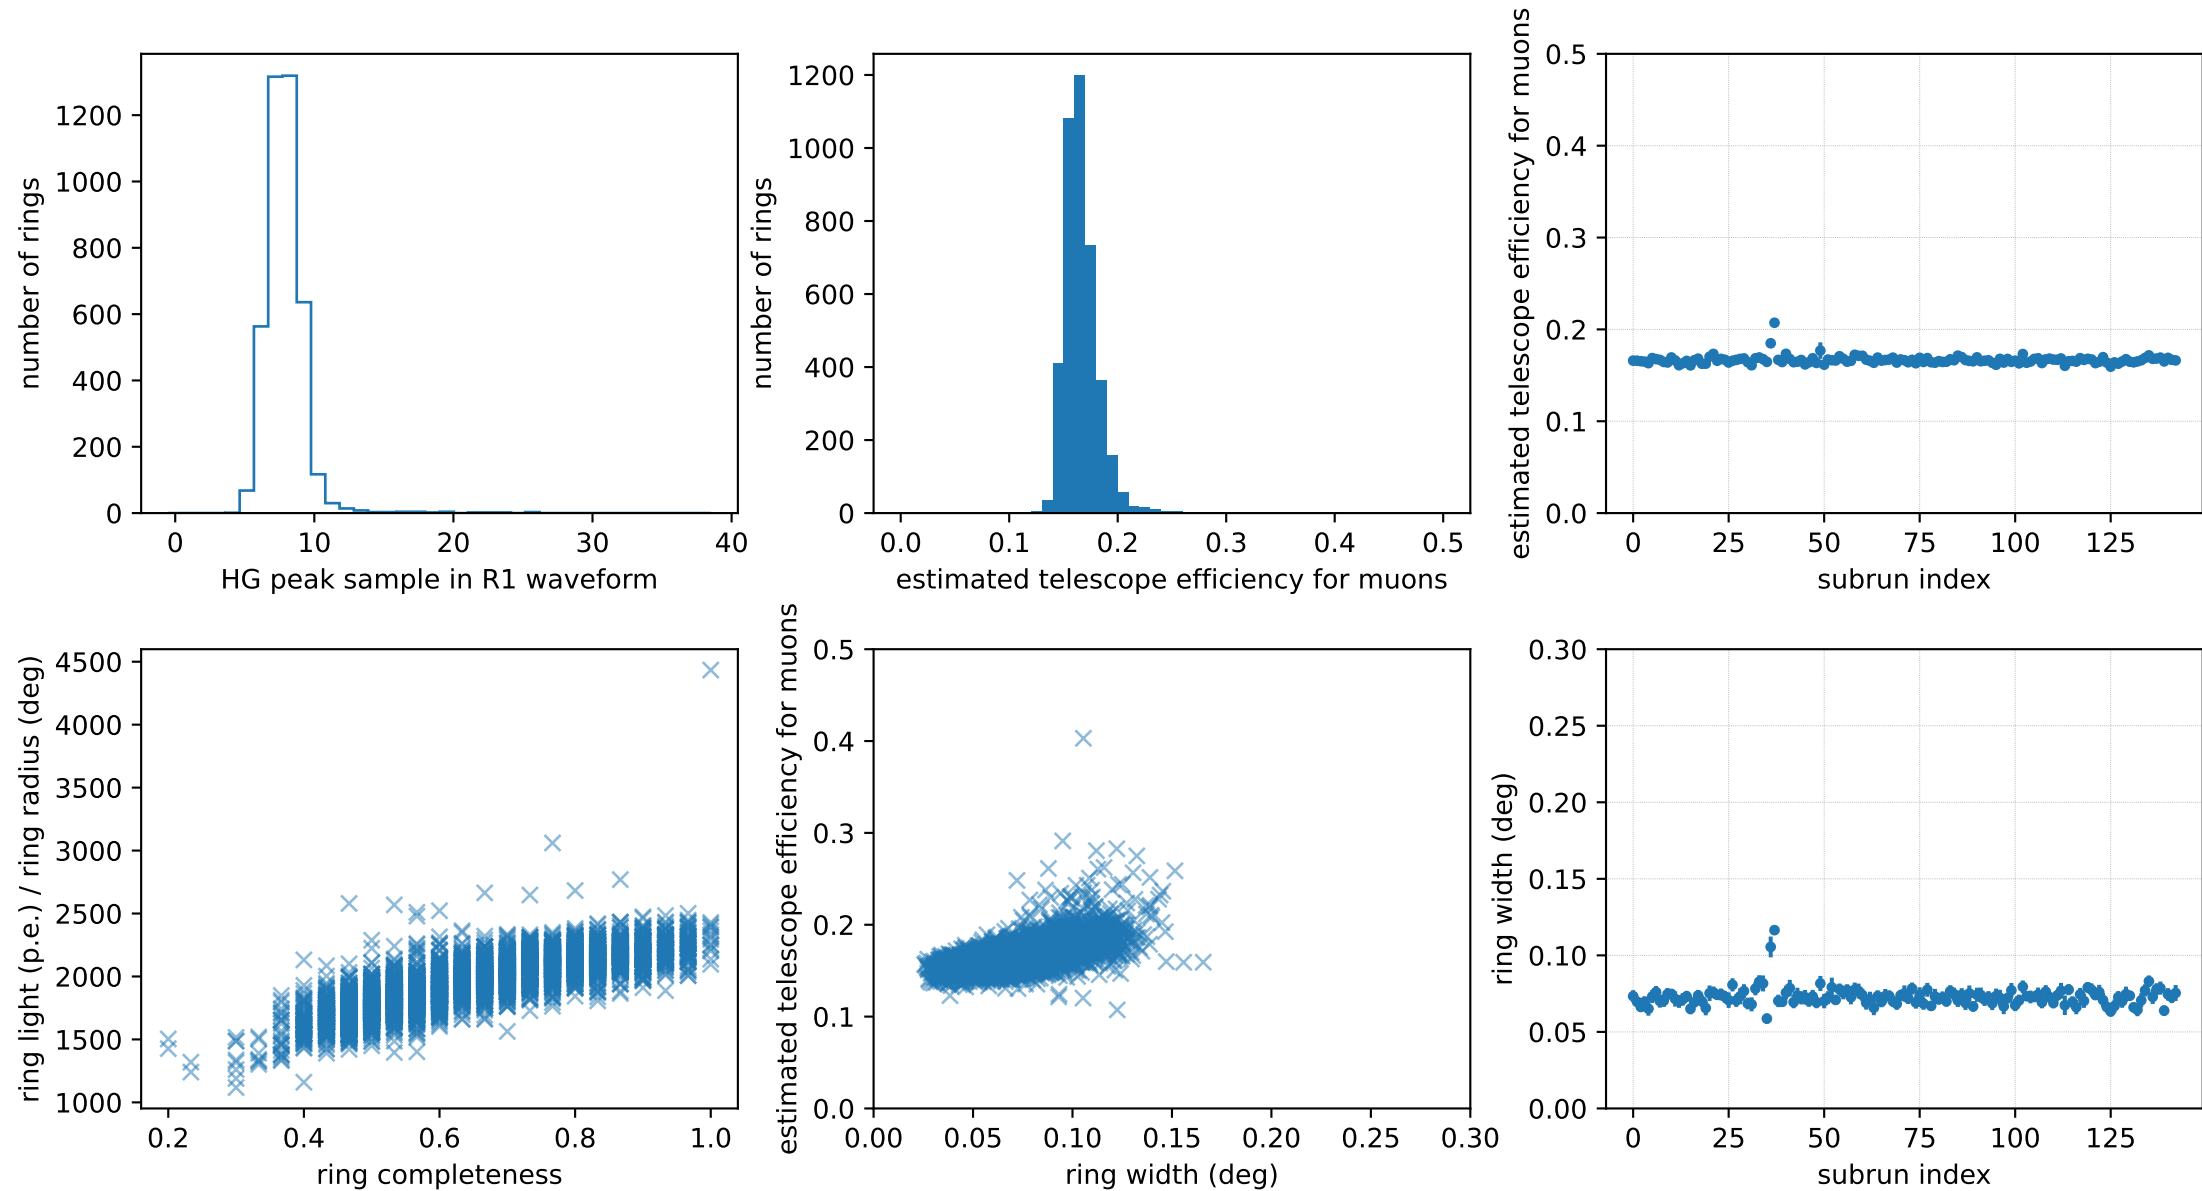 number of rings
0
200
400
600
800
1000
1200
0 10 20 30 40
HG peak sample in R1 waveform
number of rings
0
200
400
600
800
1000
1200
0.0 0.1 0.2 0.3 0.4 0.5
estimated telescope efficiency for muons
estimated telescope efficiency for muons
0.0
0.1
0.2
0.3
0.4
0.5
0 25 50 75 100 125
subrun index
ring light (p.e.) / ring radius (deg)
1000
1500
2000
2500
3000
3500
4000
4500
0.2 0.4 0.6 0.8 1.0
ring completeness
estimated telescope efficiency for muons
0.0
0.1
0.2
0.3
0.4
0.5
0.00 0.05 0.10 0.15 0.20 0.25 0.30
ring width (deg)
ring width (deg)
0.00
0.05
0.10
0.15
0.20
0.25
0.30
0 25 50 75 100 125
subrun index